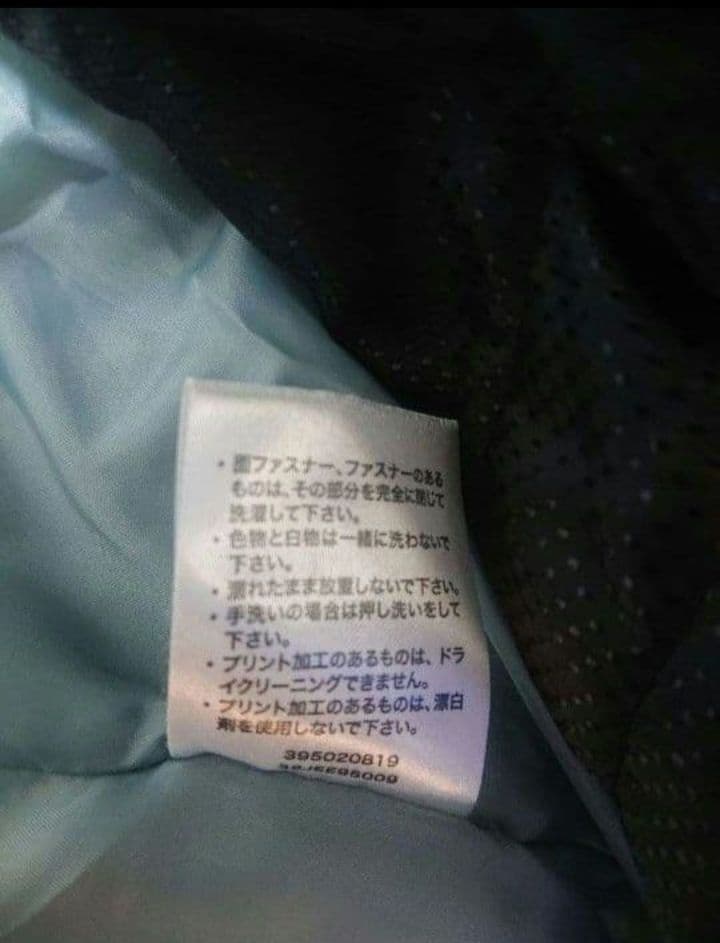 ・面ファスナー、ファスナーのある
ものは、その部分を完全に閉じて
洗濯して下さい。
・色物と白物は一緒に洗わないで
下さい。
・濡れたまま放置しないで下さい。
・手洗いの場合は押し洗いをして
下さい。
・プリント加工のあるものは、ドラ
イクリーニングできません。
・プリント加工のあるものは、漂白
剤を使用しないで下さい。
395020819